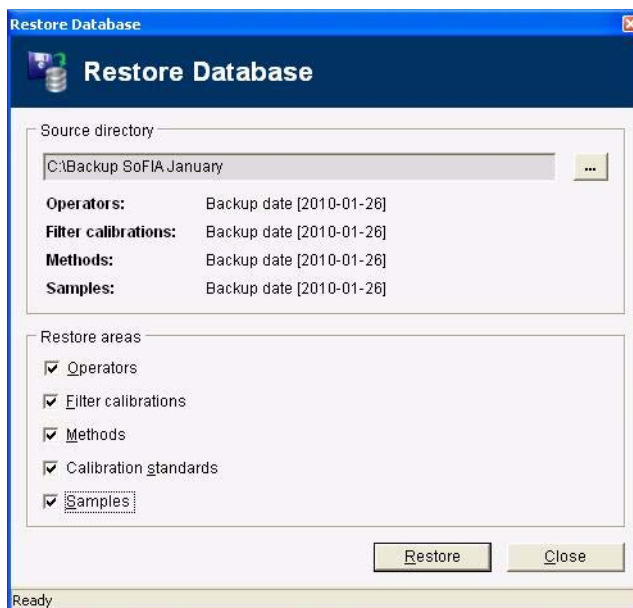 Restore Database
Restore Database
Source directory
C:\Backup SoFIA January
...
Operators: Backup date [2010-01-26]
Filter calibrations: Backup date [2010-01-26]
Methods: Backup date [2010-01-26]
Samples: Backup date [2010-01-26]
Restore areas
Operators
Filter calibrations
Methods
Calibration standards
Samples
Restore Close
Ready